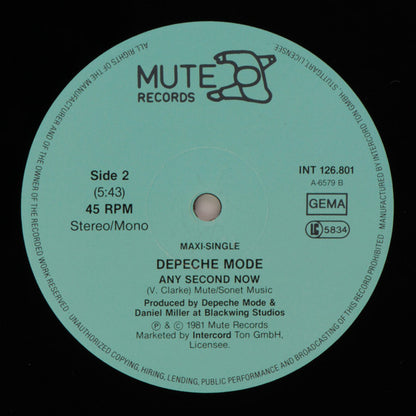 MUTE
RECORDS
Side 2
(5:43)
45 RPM
Stereo/Mono
INT 126.801
A-6579 B
GEMA
LC 5834
MAXI-SINGLE
DEPECHE MODE
ANY SECOND NOW
(V. Clarke) Mute/Sonet Music
Produced by Depeche Mode &
Daniel Miller at Blackwing Studios
℗ & © 1981 Mute Records
Marketed by Intercord Ton GmbH,
Licensee.
ALL RIGHTS OF THE MANUFACTURER AND OF THE OWNER OF THE RECORDED WORK RESERVED · UNAUTHORIZED COPYING, HIRING, LENDING, PUBLIC PERFORMANCE AND BROADCASTING OF THIS RECORD PROHIBITED · MANUFACTURED BY INTERCORD TON GMBH · STUTTGART LICENSEE